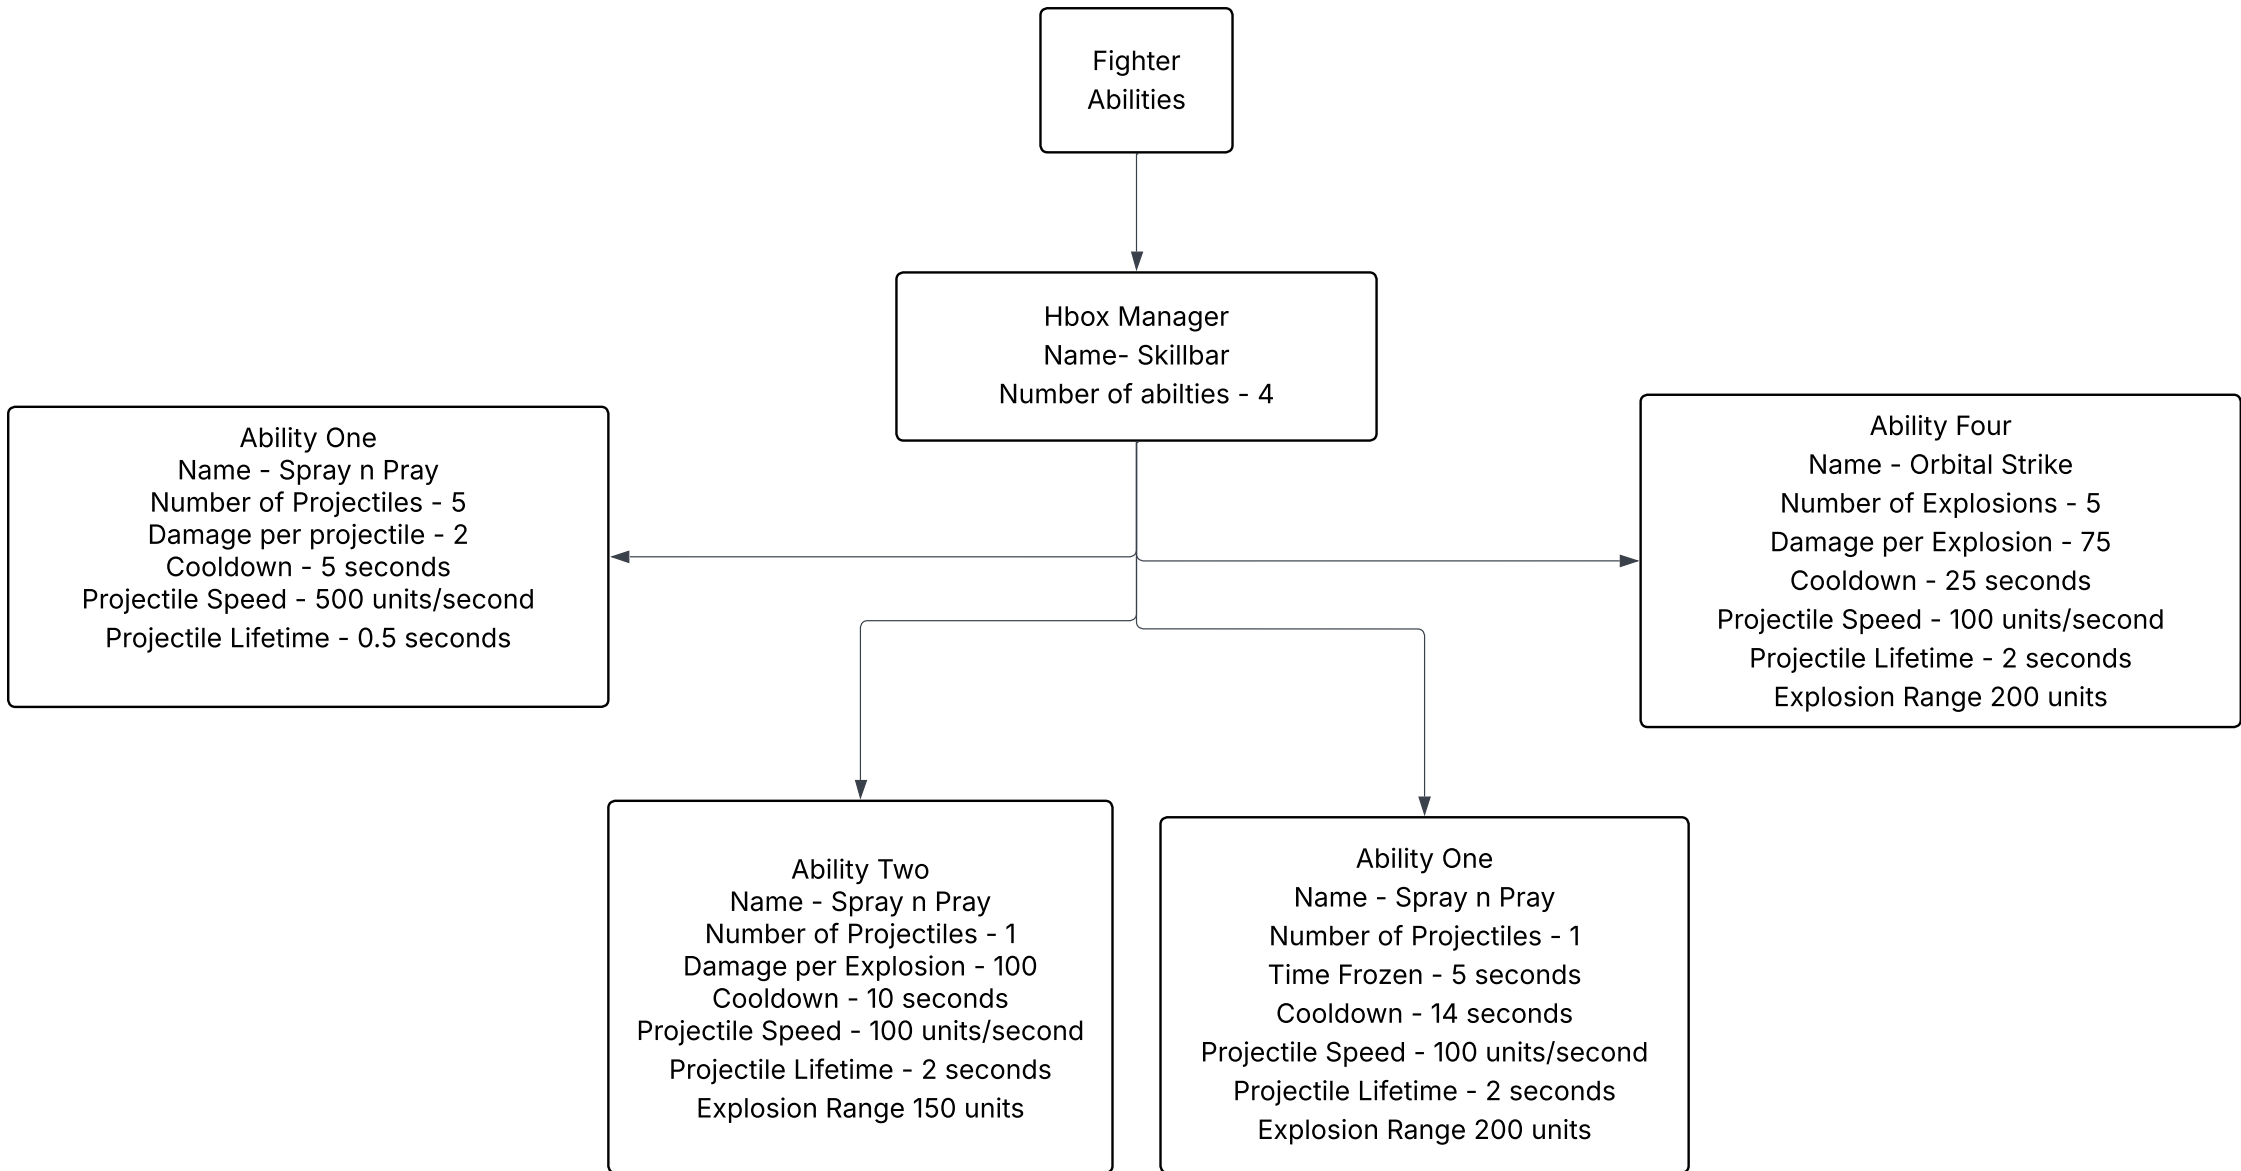 Fighter
Abilities
Hbox Manager
Name- Skillbar
Number of abilties - 4
Ability One
Name - Spray n Pray
Number of Projectiles - 5
Damage per projectile - 2
Cooldown - 5 seconds
Projectile Speed - 500 units/second
Projectile Lifetime - 0.5 seconds
Ability Four
Name - Orbital Strike
Number of Explosions - 5
Damage per Explosion - 75
Cooldown - 25 seconds
Projectile Speed - 100 units/second
Projectile Lifetime - 2 seconds
Explosion Range 200 units
Ability Two
Name - Spray n Pray
Number of Projectiles - 1
Damage per Explosion - 100
Cooldown - 10 seconds
Projectile Speed - 100 units/second
Projectile Lifetime - 2 seconds
Explosion Range 150 units
Ability One
Name - Spray n Pray
Number of Projectiles - 1
Time Frozen - 5 seconds
Cooldown - 14 seconds
Projectile Speed - 100 units/second
Projectile Lifetime - 2 seconds
Explosion Range 200 units